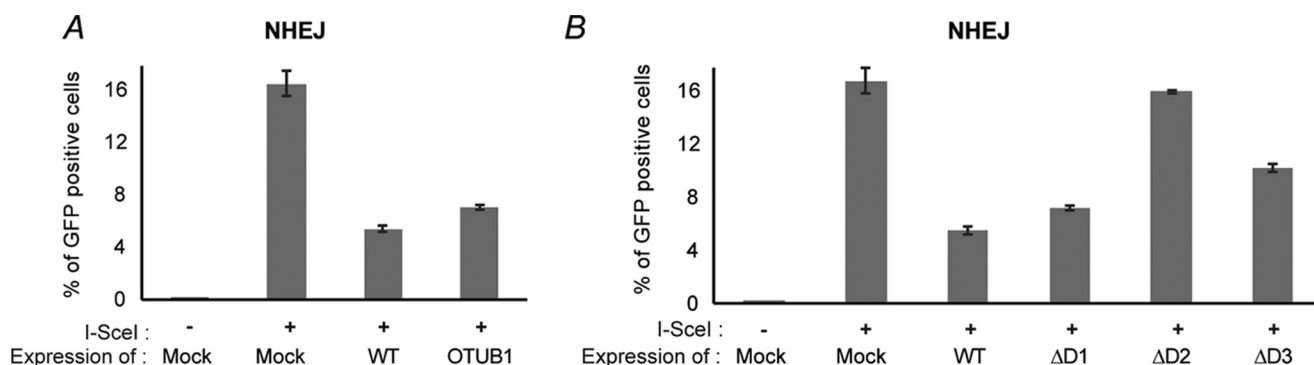 A
NHEJ
% of GFP positive cells
16
12
8
4
0
I-SceI : - + + +
Expression of : Mock Mock WT OTUB1
B
NHEJ
% of GFP positive cells
16
12
8
4
0
I-SceI : - + + + + +
Expression of : Mock Mock WT ΔD1 ΔD2 ΔD3